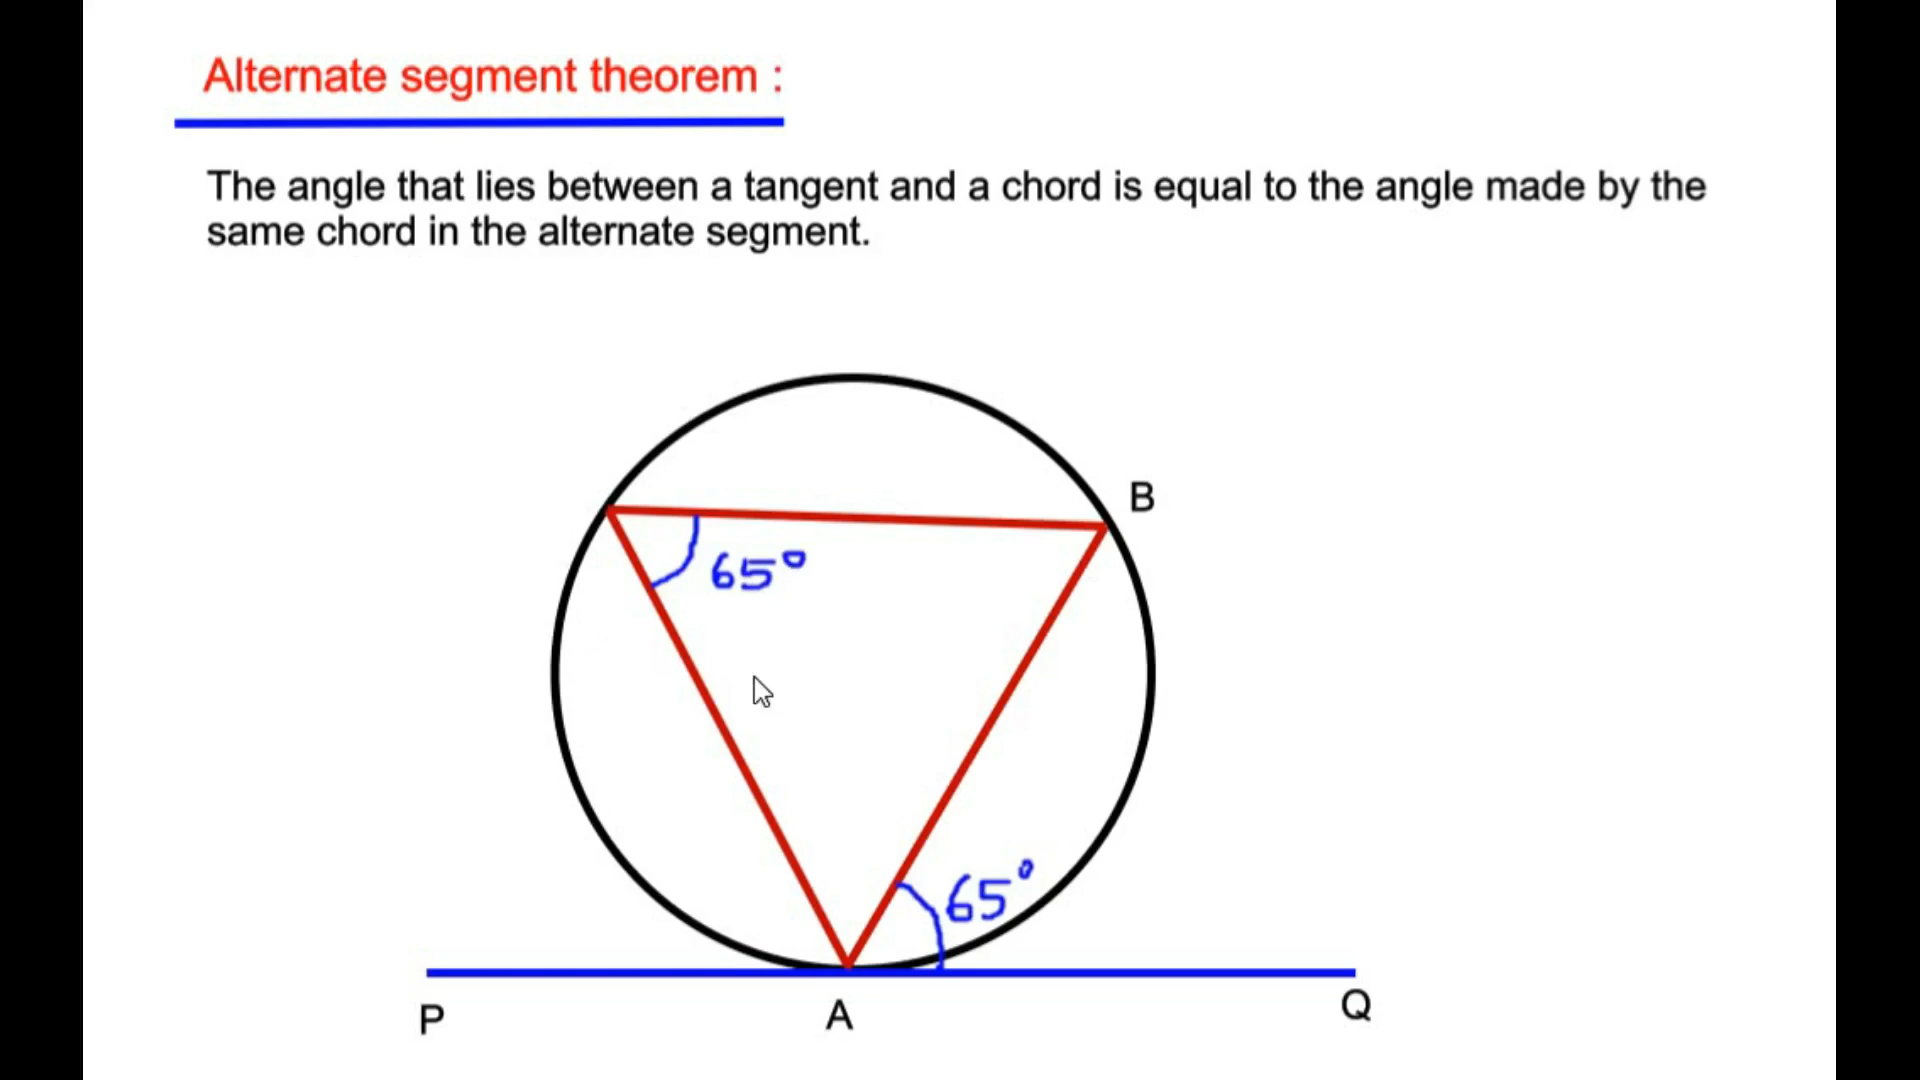 Alternate segment theorem :
The angle that lies between a tangent and a chord is equal to the angle made by the
same chord in the alternate segment.
B
65°
65°
P
A
Q